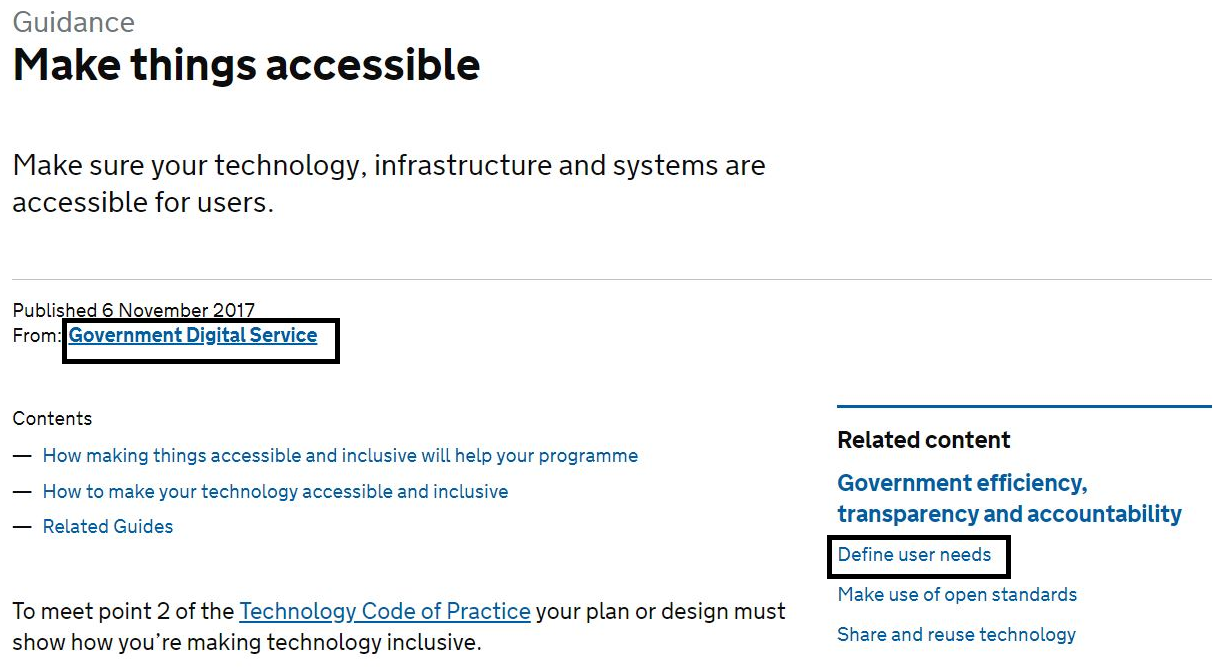 Guidance
Make things accessible
Make sure your technology, infrastructure and systems are
accessible for users.
Published 6 November 2017
From: Government Digital Service
Contents
— How making things accessible and inclusive will help your programme
— How to make your technology accessible and inclusive
— Related Guides
To meet point 2 of the Technology Code of Practice your plan or design must
show how you’re making technology inclusive.
Related content
Government efficiency,
transparency and accountability
Define user needs
Make use of open standards
Share and reuse technology